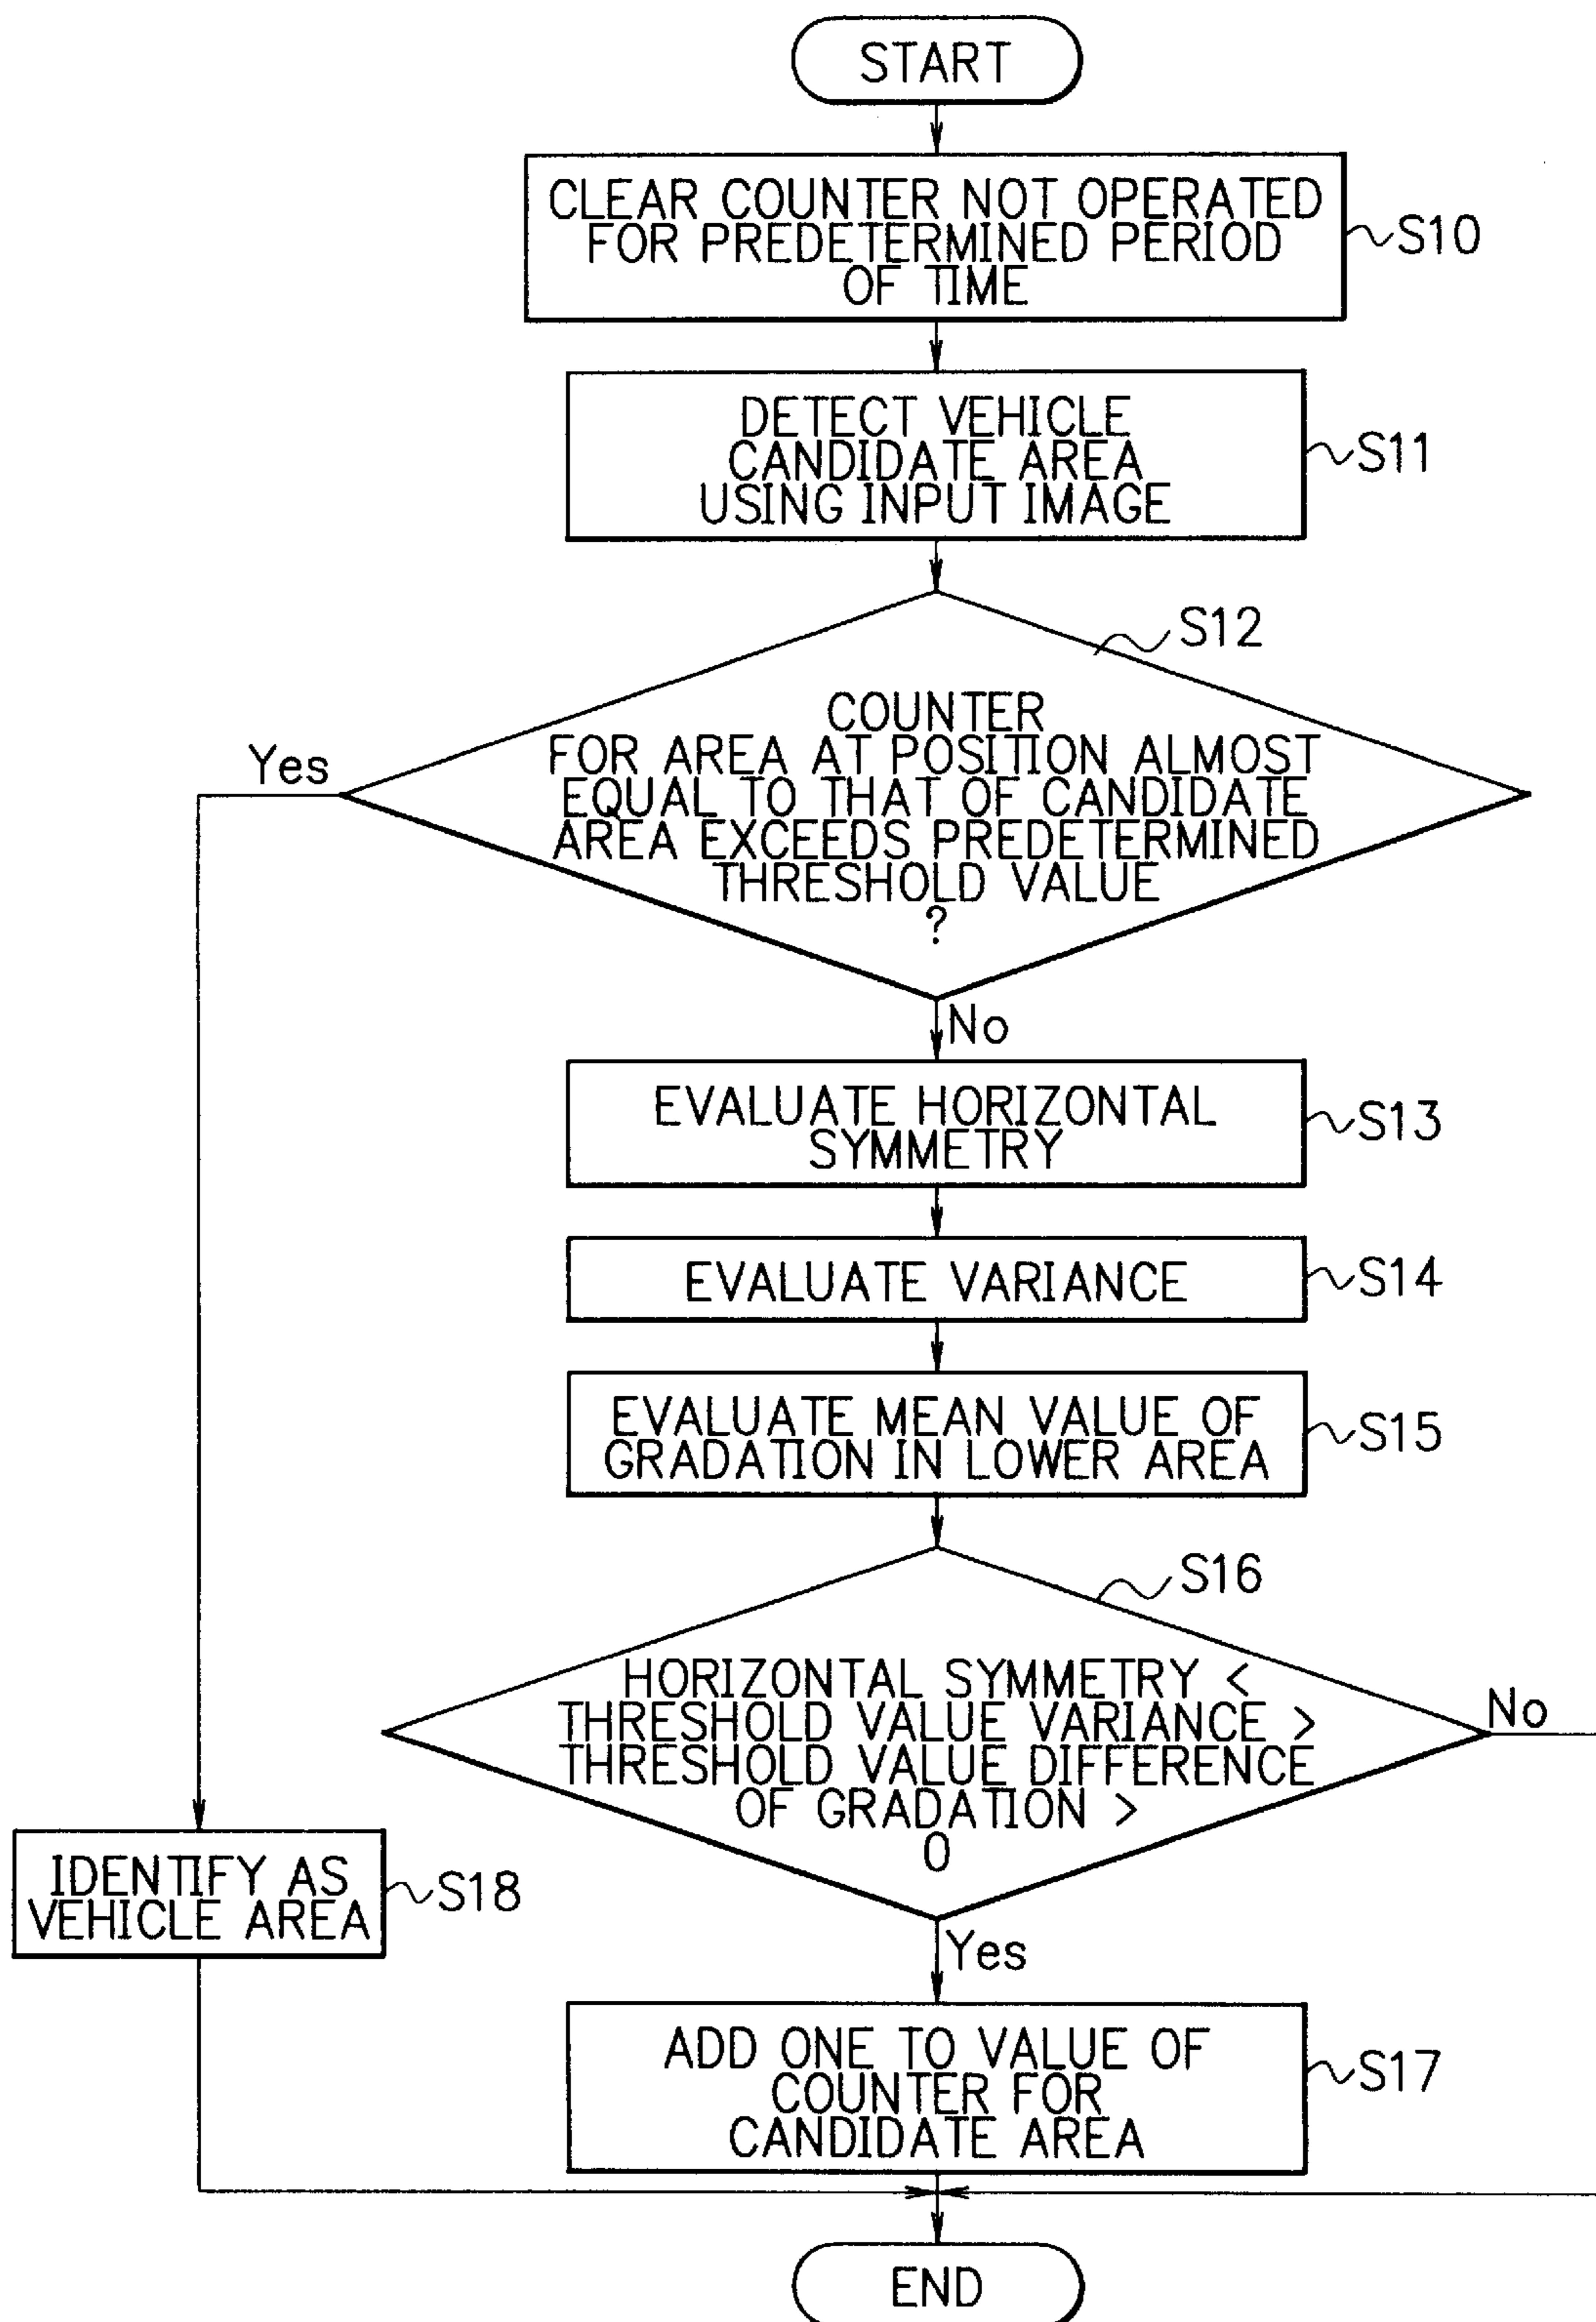 START
CLEAR COUNTER NOT OPERATED
FOR PREDETERMINED PERIOD
OF TIME
S10
DETECT VEHICLE
CANDIDATE AREA
USING INPUT IMAGE
S11
S12
COUNTER
FOR AREA AT POSITION ALMOST
EQUAL TO THAT OF CANDIDATE
AREA EXCEEDS PREDETERMINED
THRESHOLD VALUE
?
Yes
No
EVALUATE HORIZONTAL
SYMMETRY
S13
EVALUATE VARIANCE
S14
EVALUATE MEAN VALUE OF
GRADATION IN LOWER AREA
S15
S16
HORIZONTAL SYMMETRY <
THRESHOLD VALUE VARIANCE >
THRESHOLD VALUE DIFFERENCE
OF GRADATION >
0
No
Yes
IDENTIFY AS
VEHICLE AREA
S18
ADD ONE TO VALUE OF
COUNTER FOR
CANDIDATE AREA
S17
END